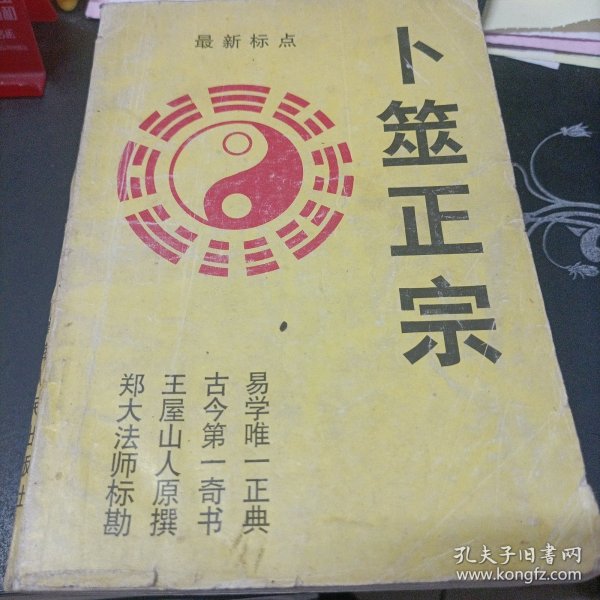 最新标点
卜筮正宗
易学唯一正典
古今第一奇书
王屋山人原撰
郑大法师标勘
孔夫子旧书网
www.kongfz.com